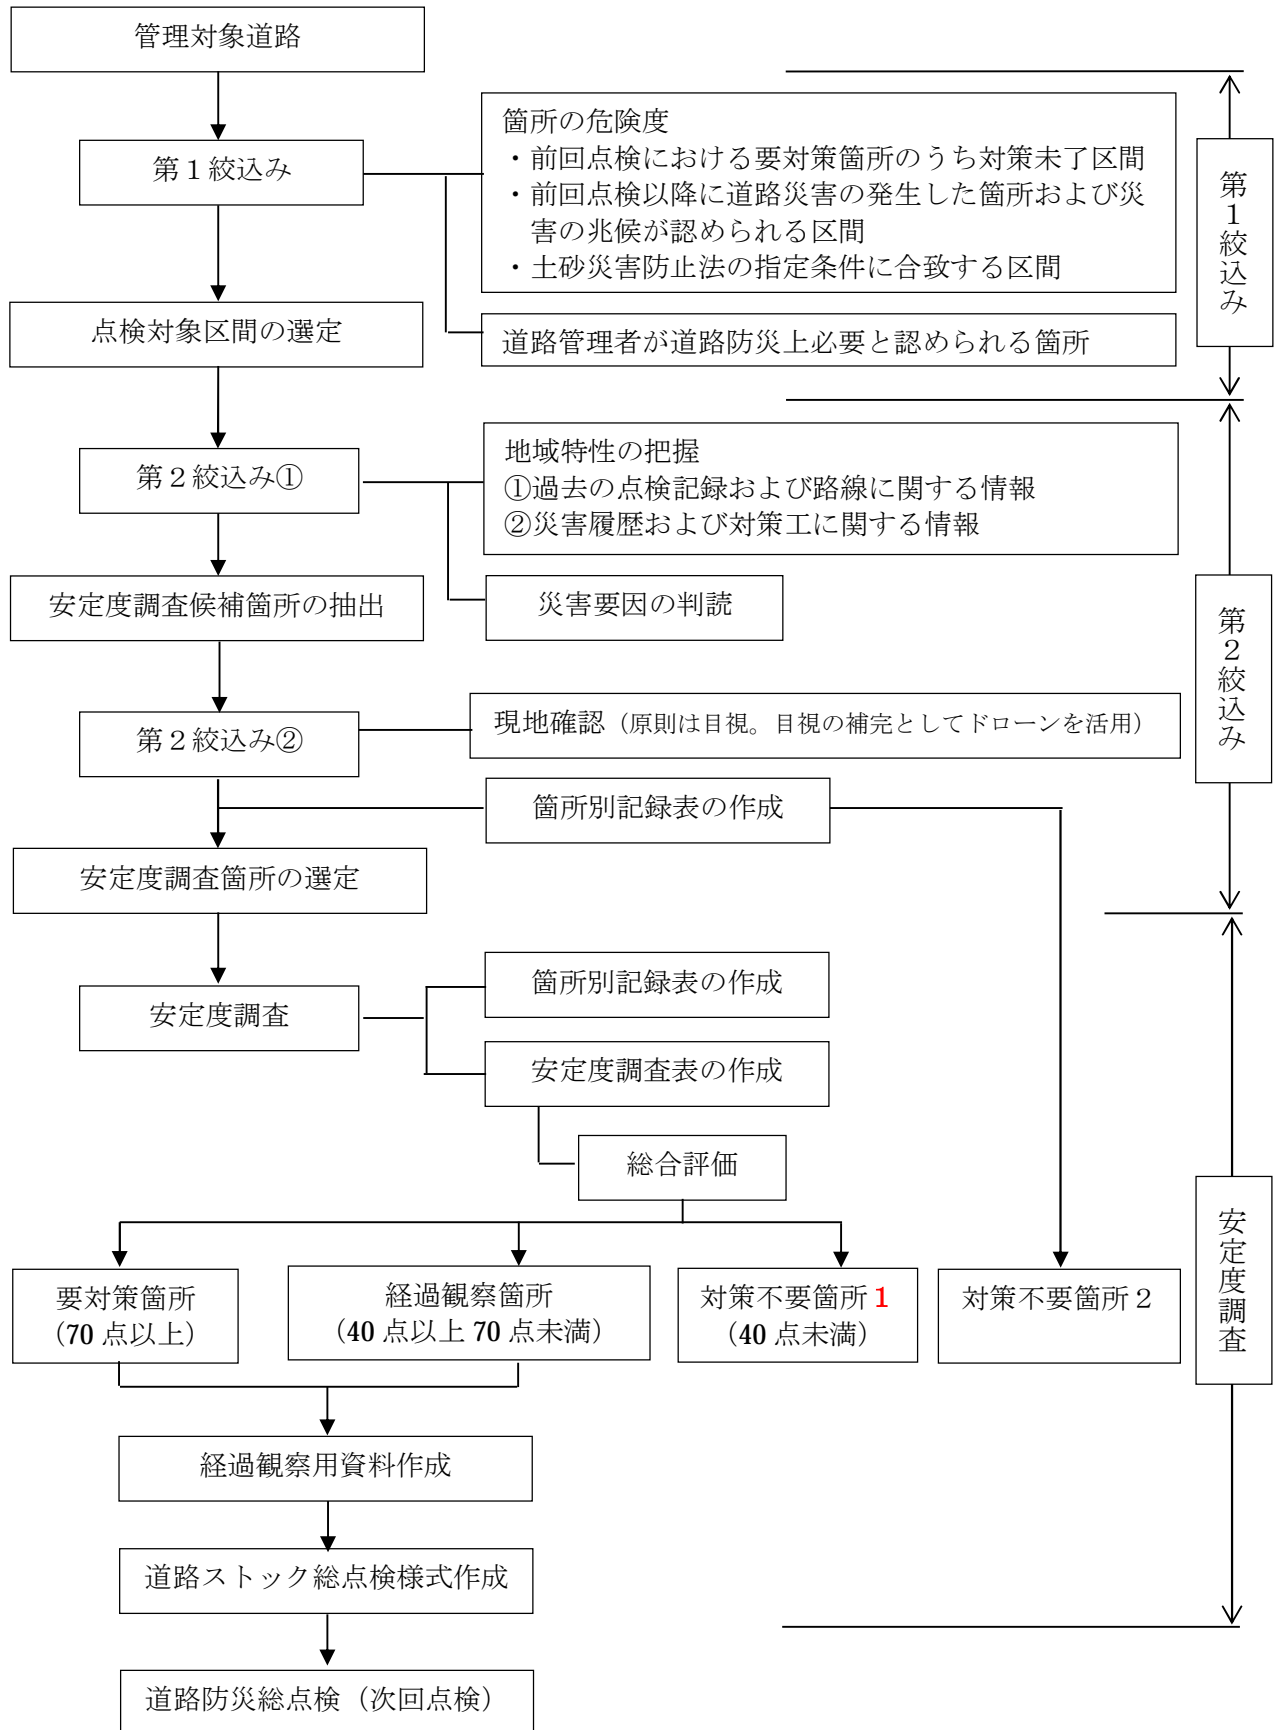 管理対象道路
第１絞込み
箇所の危険度
・前回点検における要対策箇所のうち対策未了区間
・前回点検以降に道路災害の発生した箇所および災
害の兆候が認められる区間
・土砂災害防止法の指定条件に合致する区間
点検対象区間の選定
道路管理者が道路防災上必要と認められる箇所
第１絞込み
第２絞込み①
地域特性の把握
①過去の点検記録および路線に関する情報
②災害履歴および対策工に関する情報
安定度調査候補箇所の抽出
災害要因の判読
第２絞込み②
現地確認（原則は目視。目視の補完としてドローンを活用）
箇所別記録表の作成
安定度調査箇所の選定
第２絞込み
安定度調査
箇所別記録表の作成
安定度調査表の作成
総合評価
要対策箇所
（70 点以上）
経過観察箇所
（40 点以上 70 点未満）
対策不要箇所１
（40 点未満）
対策不要箇所２
安定度調査
経過観察用資料作成
道路ストック総点検様式作成
道路防災総点検（次回点検）